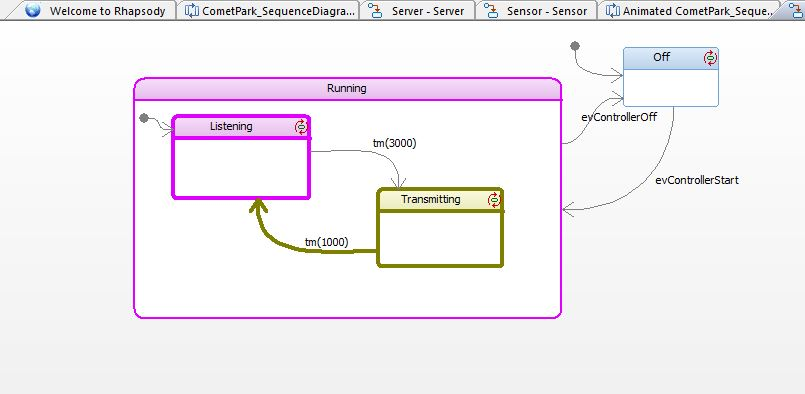 Welcome to Rhapsody
CometPark_SequenceDiagra...
Server - Server
Sensor - Sensor
Animated CometPark_Seque...
Off
Running
evControllerOff
Listening
tm(3000)
evControllerStart
Transmitting
tm(1000)